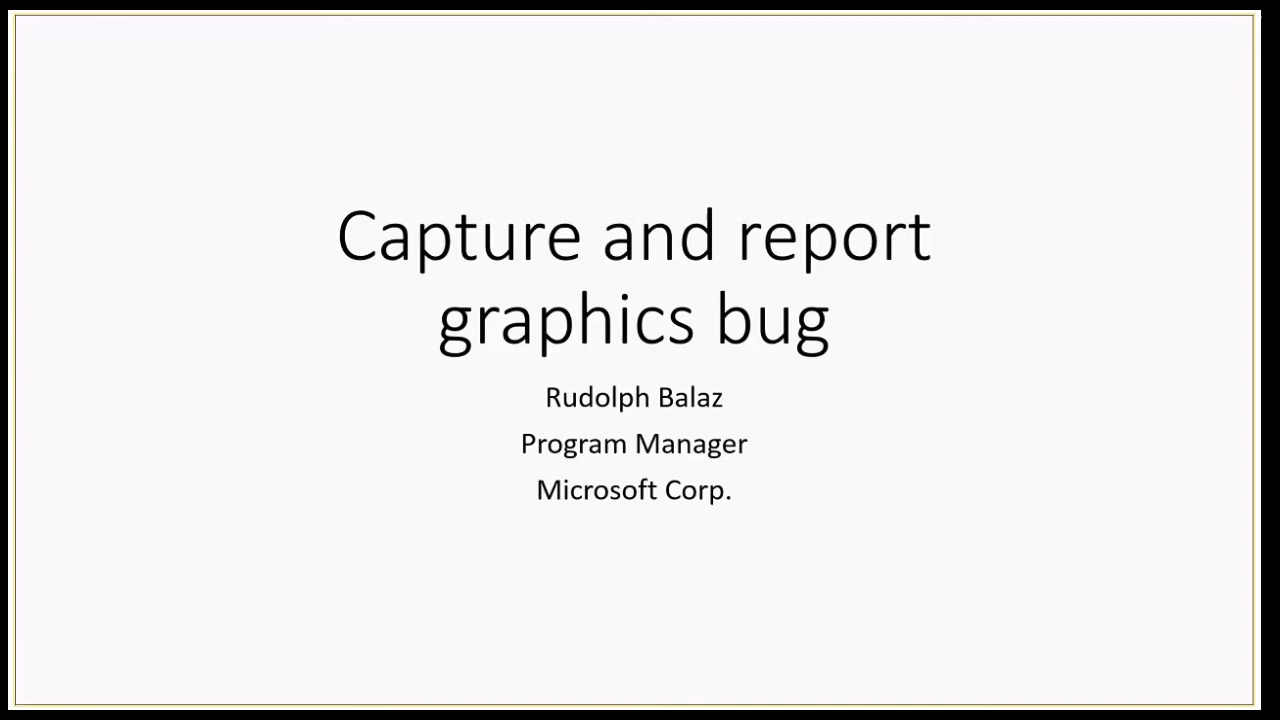 Capture and report
graphics bug
Rudolph Balaz
Program Manager
Microsoft Corp.